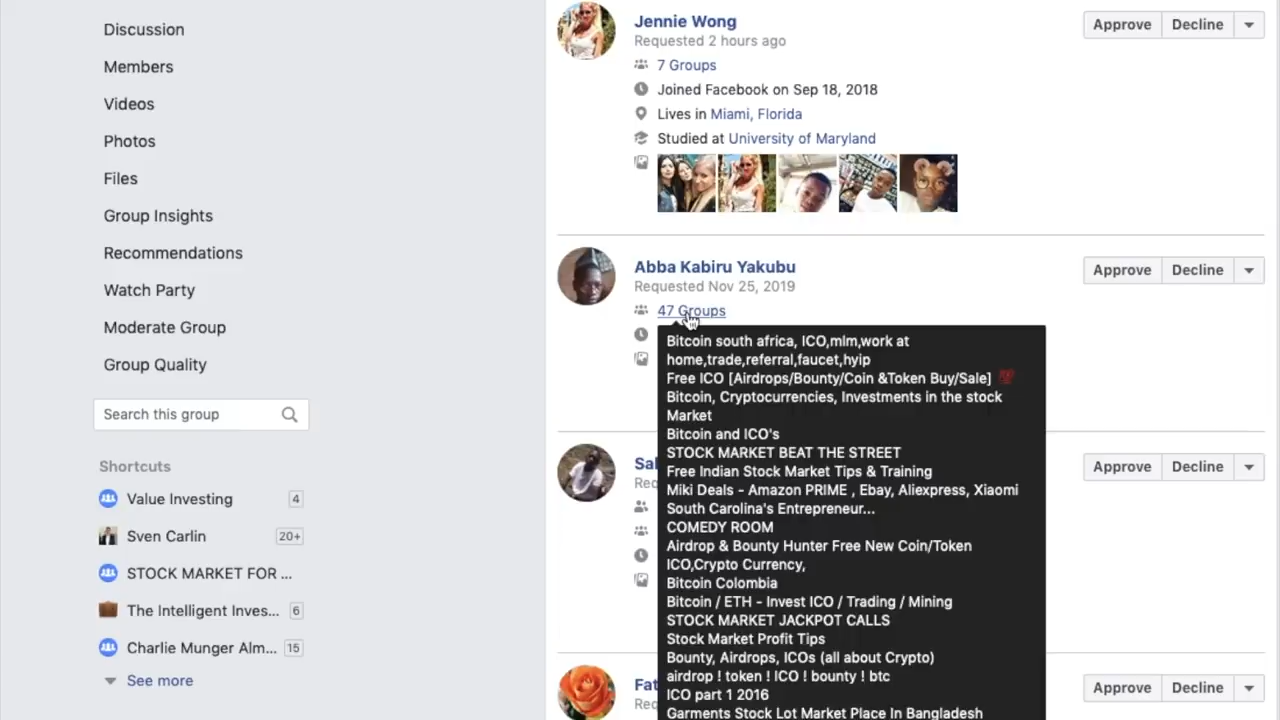 Discussion
Members
Videos
Photos
Files
Group Insights
Recommendations
Watch Party
Moderate Group
Group Quality
Search this group
Shortcuts
Value Investing 4
Sven Carlin 20+
STOCK MARKET FOR ...
The Intelligent Inves... 6
Charlie Munger Alm... 15
See more
Jennie Wong
Approve Decline
Requested 2 hours ago
7 Groups
Joined Facebook on Sep 18, 2018
Lives in Miami, Florida
Studied at University of Maryland
Abba Kabiru Yakubu
Approve Decline
Requested Nov 25, 2019
47 Groups
Bitcoin south africa, ICO,mlm,work at
home,trade,referral,faucet,hyip
Free ICO [Airdrops/Bounty/Coin &Token Buy/Sale] 💯
Bitcoin, Cryptocurrencies, Investments in the stock
Market
Bitcoin and ICO's
STOCK MARKET BEAT THE STREET
Free Indian Stock Market Tips & Training
Miki Deals - Amazon PRIME , Ebay, Aliexpress, Xiaomi
South Carolina's Entrepreneur...
COMEDY ROOM
Airdrop & Bounty Hunter Free New Coin/Token
ICO,Crypto Currency,
Bitcoin Colombia
Bitcoin / ETH - Invest ICO / Trading / Mining
STOCK MARKET JACKPOT CALLS
Stock Market Profit Tips
Bounty, Airdrops, ICOs (all about Crypto)
airdrop ! token ! ICO ! bounty ! btc
ICO part 1 2016
Garments Stock Lot Market Place In Bangladesh
Sal
Approve Decline
Req
Fat
Approve Decline
Req